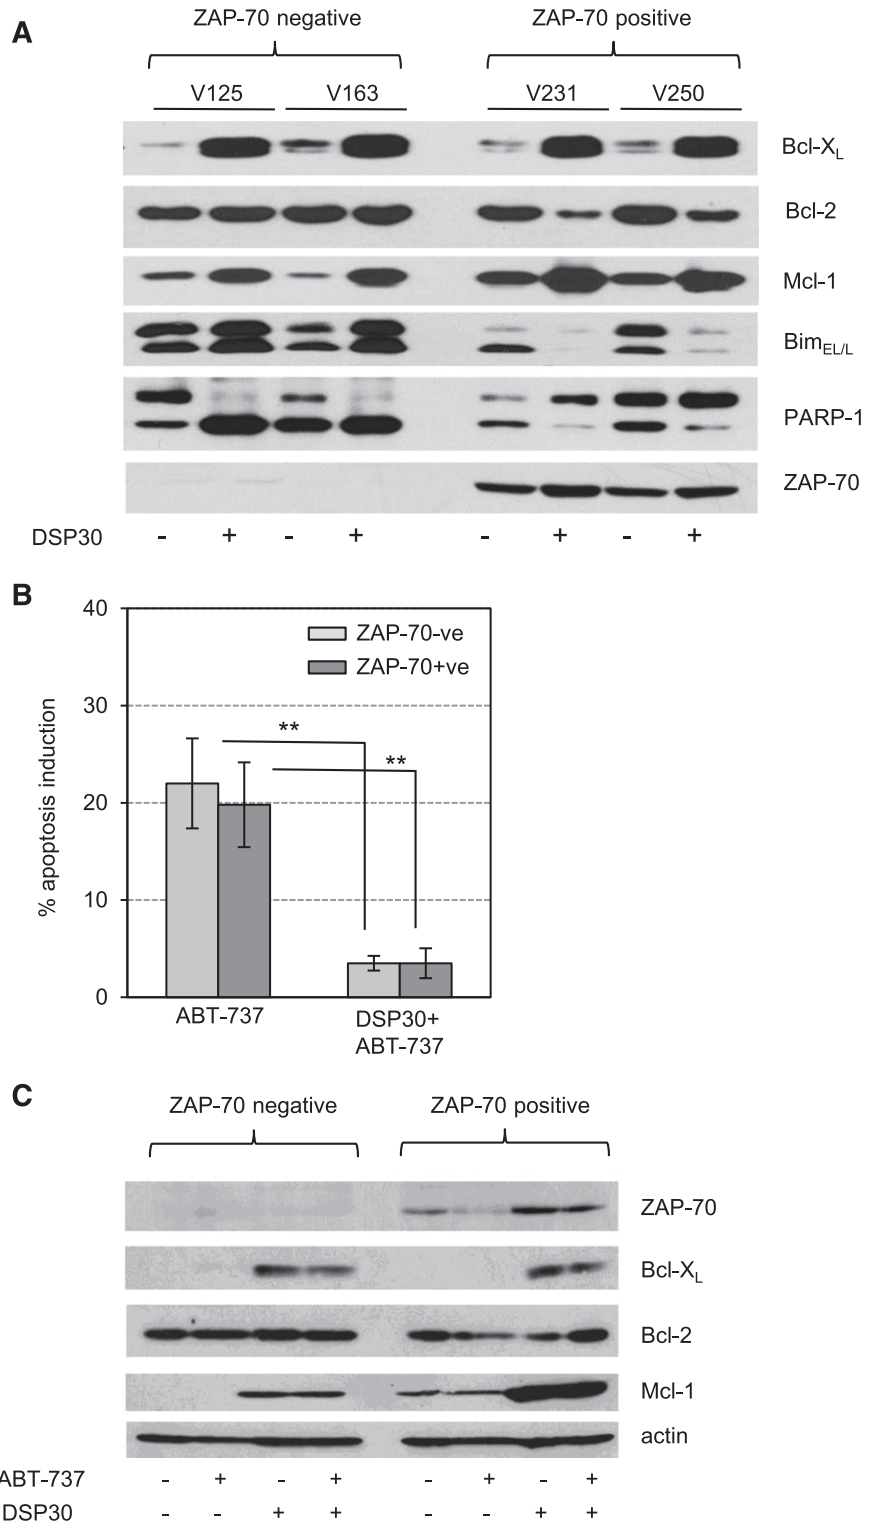 A
ZAP-70 negative ZAP-70 positive
V125 V163 V231 V250
Bcl-XL
Bcl-2
Mcl-1
BimEL/L
PARP-1
ZAP-70
DSP30 - + - + - + - +
B
40
30
20
10
0
% apoptosis induction
ZAP-70-ve
ZAP-70+ve
**
**
ABT-737 DSP30+
ABT-737
C
ZAP-70 negative ZAP-70 positive
ZAP-70
Bcl-XL
Bcl-2
Mcl-1
actin
ABT-737 - + - + - + - +
DSP30 - - + + - - + +